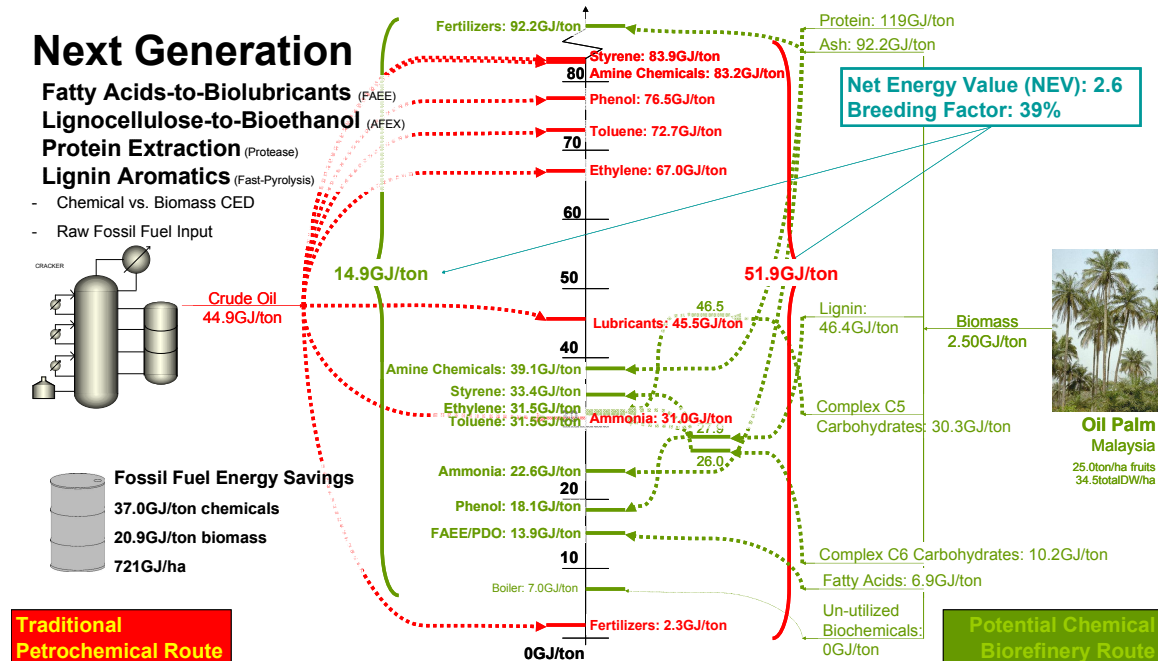 Next Generation
Fatty Acids-to-Biolubricants (FAEE)
Lignocellulose-to-Bioethanol (AFEX)
Protein Extraction (Protease)
Lignin Aromatics (Fast-Pyrolysis)
- Chemical vs. Biomass CED
- Raw Fossil Fuel Input
CRACKER
Crude Oil
44.9GJ/ton
Fossil Fuel Energy Savings
37.0GJ/ton chemicals
20.9GJ/ton biomass
721GJ/ha
Traditional
Petrochemical Route
Fertilizers: 92.2GJ/ton
14.9GJ/ton
Amine Chemicals: 39.1GJ/ton
Styrene: 33.4GJ/ton
Ethylene: 31.5GJ/ton
Toluene: 31.5GJ/ton
Ammonia: 22.6GJ/ton
Phenol: 18.1GJ/ton
FAEE/PDO: 13.9GJ/ton
Boiler: 7.0GJ/ton
80
70
60
50
40
30
20
10
0GJ/ton
Styrene: 83.9GJ/ton
Amine Chemicals: 83.2GJ/ton
Phenol: 76.5GJ/ton
Toluene: 72.7GJ/ton
Ethylene: 67.0GJ/ton
51.9GJ/ton
46.5
Lubricants: 45.5GJ/ton
Ammonia: 31.0GJ/ton
27.9
26.0
Fertilizers: 2.3GJ/ton
Protein: 119GJ/ton
Ash: 92.2GJ/ton
Net Energy Value (NEV): 2.6
Breeding Factor: 39%
Lignin:
46.4GJ/ton
Biomass
2.50GJ/ton
Complex C5
Carbohydrates: 30.3GJ/ton
Oil Palm
Malaysia
25.0ton/ha fruits
34.5totalDW/ha
Complex C6 Carbohydrates: 10.2GJ/ton
Fatty Acids: 6.9GJ/ton
Un-utilized
Biochemicals:
0GJ/ton
Potential Chemical
Biorefinery Route